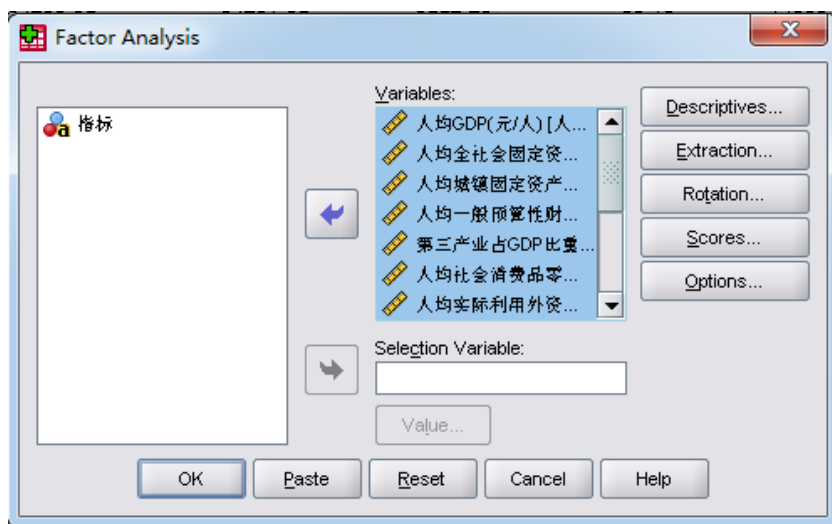 Factor Analysis
指标
Variables:
人均GDP(元/人) [人...
人均全社会固定资...
人均城镇固定资产...
人均一般预算性财...
第三产业占GDP比重...
人均社会消费品零...
人均实际利用外资...
Selection Variable:
Value...
Descriptives...
Extraction...
Rotation...
Scores...
Options...
OK
Paste
Reset
Cancel
Help